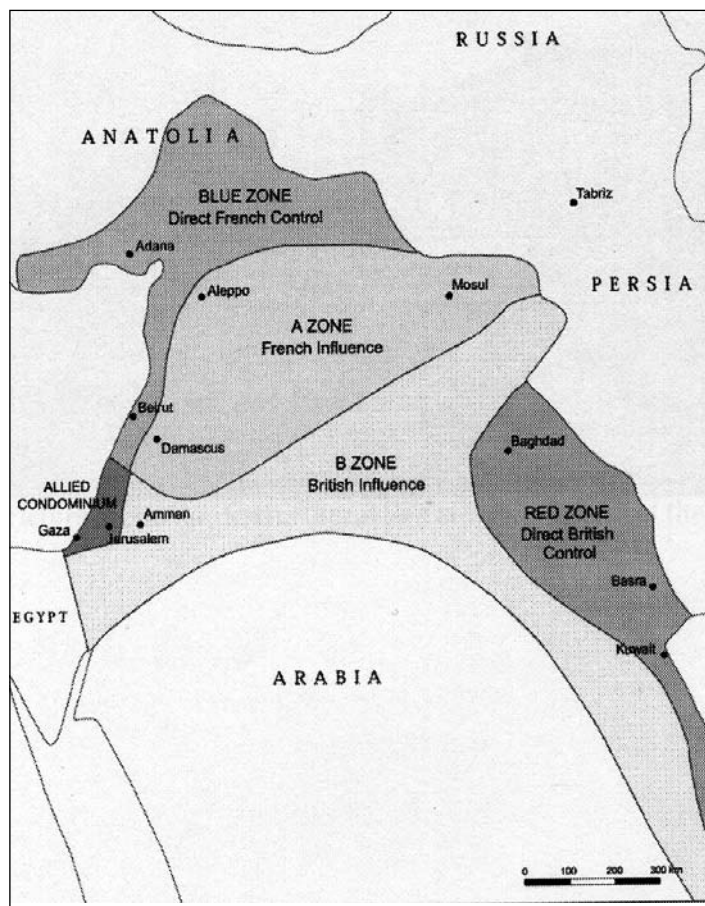 RUSSIA
ANATOLIA
BLUE ZONE
Direct French Control
Tabriz
Adana
PERSIA
Aleppo
Mosul
A ZONE
French Influence
Beirut
Damascus
Baghdad
B ZONE
British Influence
ALLIED
CONDOMINIUM
Amman
Gaza
Jerusalem
RED ZONE
Direct British
Control
Basra
EGYPT
Kuwait
ARABIA
0 100 200 300 km